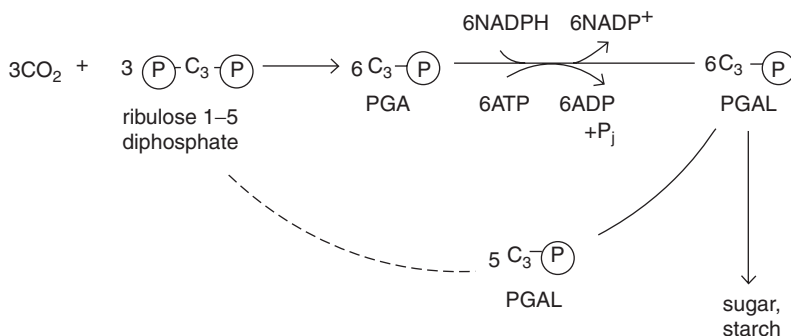 6NADPH 6NADP+
3CO2 + 3 P C3 P 6 C3 P 6C3 P
PGA 6ATP 6ADP PGAL
ribulose 1–5
diphosphate
+Pj
5 C3 P
PGAL
sugar,
starch